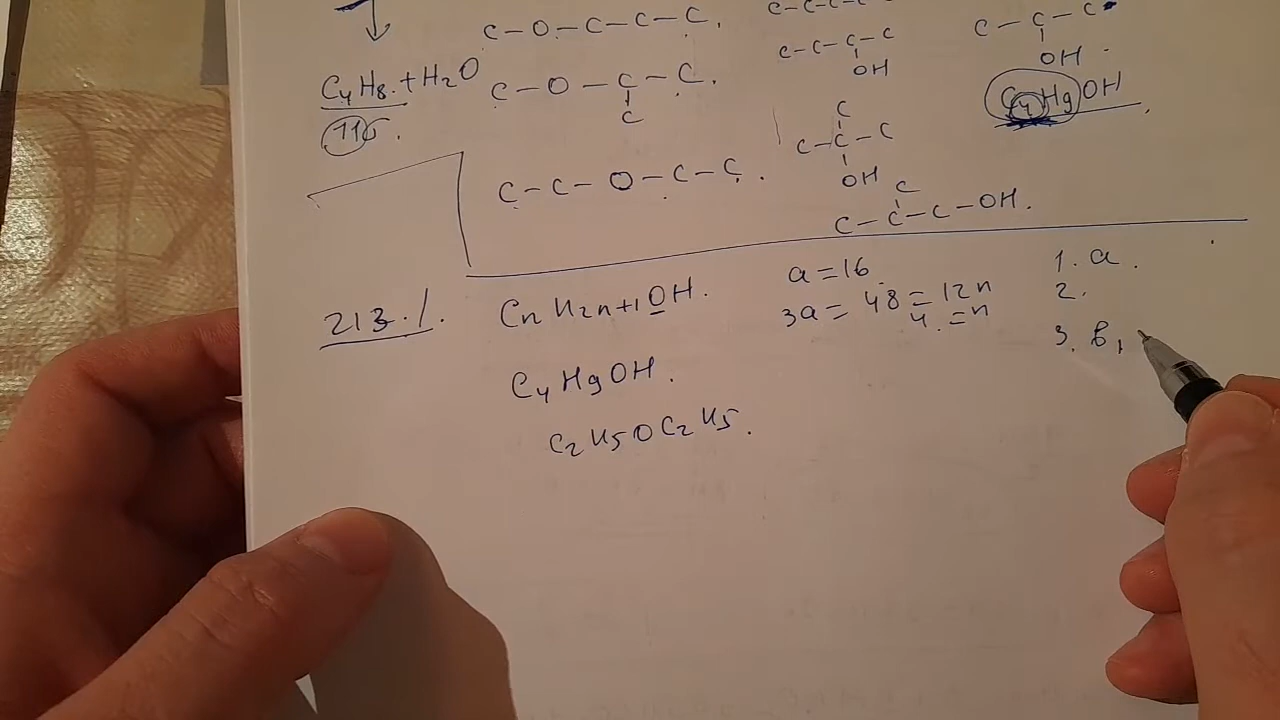 C-O-C-C-C.
C-C-C-C
C-C-C
OH.
C4H8+H2O
C-O-C-C.
C
C-C-C-C
OH
C4H9OH
116.
C
C-C-C
OH
C-C-O-C-C.
C
C-C-C-OH.
213./.
CnH2n+1OH.
a=16
3a=48=12n
4.=n
1. a.
2.
3. b,
C4H9OH.
C2H5OC2H5.